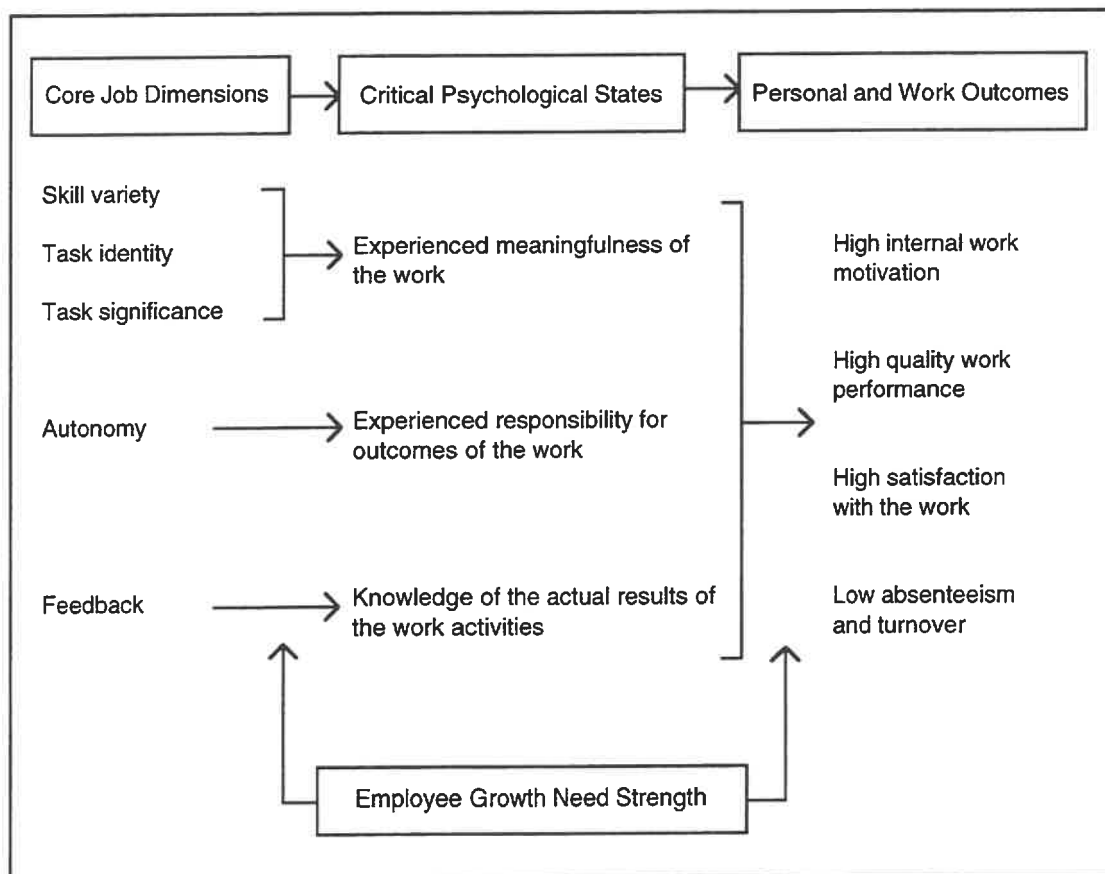 Core Job Dimensions
Critical Psychological States
Personal and Work Outcomes
Skill variety
Task identity
Task significance
Experienced meaningfulness of
the work
Autonomy
Experienced responsibility for
outcomes of the work
Feedback
Knowledge of the actual results of
the work activities
High internal work
motivation
High quality work
performance
High satisfaction
with the work
Low absenteeism
and turnover
Employee Growth Need Strength